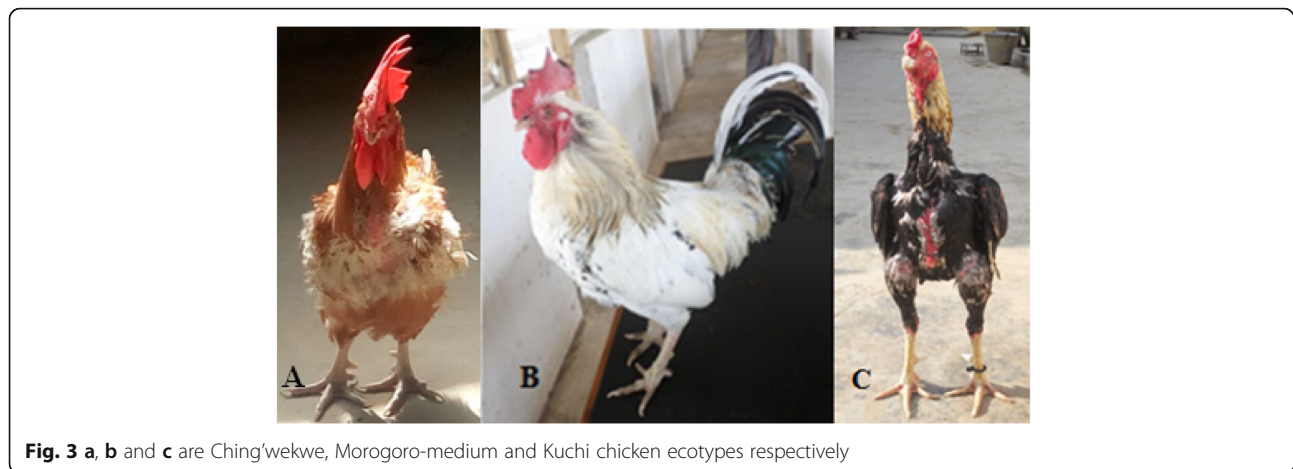 A
B
C
Fig. 3 a, b and c are Ching'wekwe, Morogoro-medium and Kuchi chicken ecotypes respectively